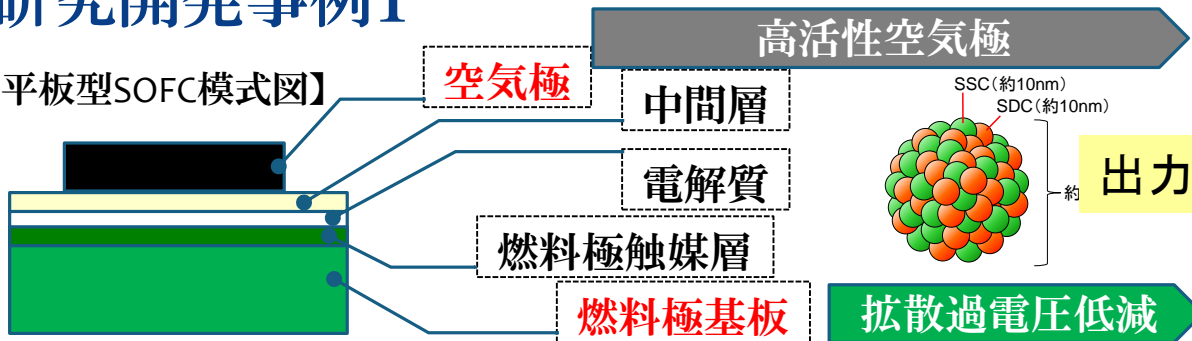 研究開発事例1
高活性空気極
平板型SOFC模式図】
空気極
中間層
電解質
燃料極触媒層
燃料極基板
SSC(約10nm)
SDC(約10nm)
約
出力
拡散過電圧低減